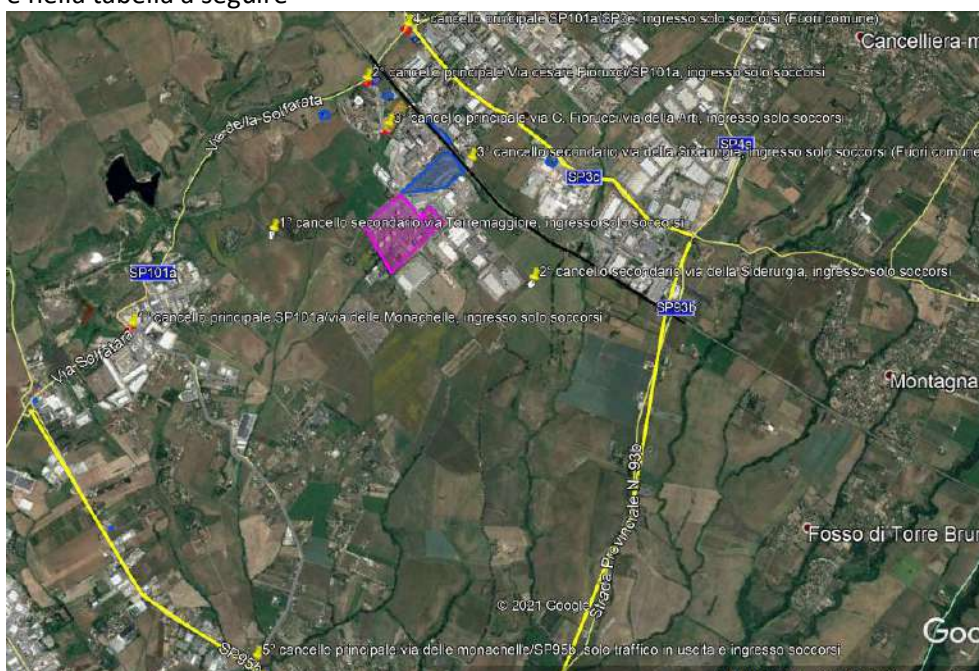 e nella tabella a seguire
4° cancello principale SP101a/SP3c, ingresso solo soccorsi (Fuori comune)
Cancelliera-m
2° cancello principale Via cesare Fiorucci/SP101a, ingresso solo soccorsi
Via della Solfarata
3° cancello principale via C. Fiorucci/via della Arti, ingresso solo soccorsi
SP4c
3° cancello secondario via della Siderurgia, ingresso solo soccorsi (Fuori comune
SP3c
1° cancello secondario via Torremaggiore, ingresso solo soccorsi
SP101a
2° cancello secondario via della Siderurgia, ingresso solo soccorsi
SP93b
1° cancello principale SP101a/via delle Monachelle, ingresso solo soccorsi
Via Solfarata
Montagna
Strada Provinciale N. 93b
Fosso di Torre Brun
© 2021 Google
Goo
SP95b
5° cancello principale via delle monachelle/SP95b, solo traffico in uscita e ingresso soccorsi